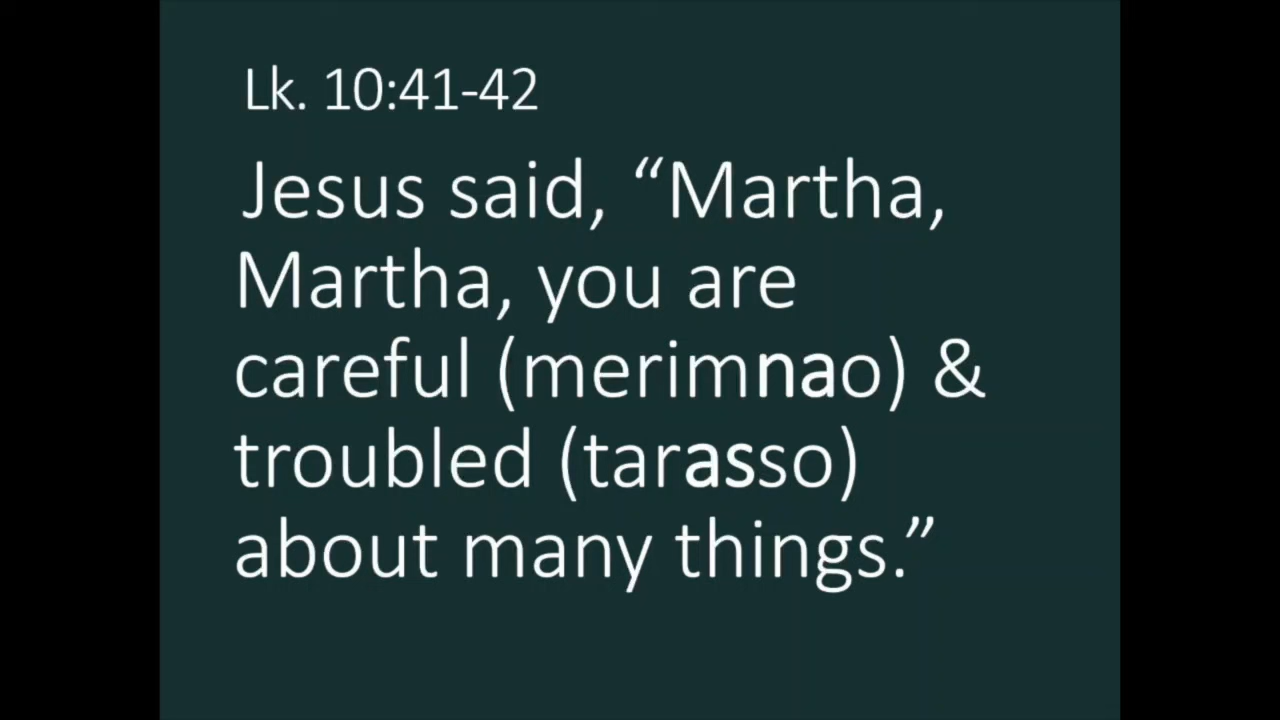 Lk. 10:41-42
Jesus said, “Martha,
Martha, you are
careful (merimnao) &
troubled (tarasso)
about many things.”